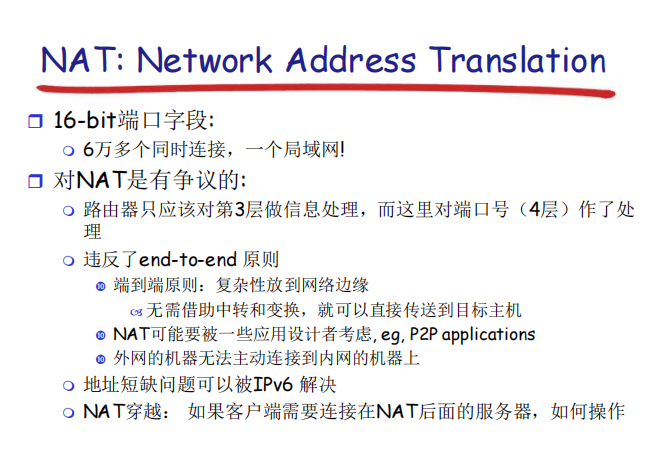 NAT: Network Address Translation
16-bit端口字段:
6万多个同时连接，一个局域网!
对NAT是有争议的:
路由器只应该对第3层做信息处理，而这里对端口号（4层）作了处
理
违反了end-to-end 原则
端到端原则：复杂性放到网络边缘
无需借助中转和变换，就可以直接传送到目标主机
NAT可能要被一些应用设计者考虑, eg, P2P applications
外网的机器无法主动连接到内网的机器上
地址短缺问题可以被IPv6 解决
NAT穿越： 如果客户端需要连接在NAT后面的服务器，如何操作